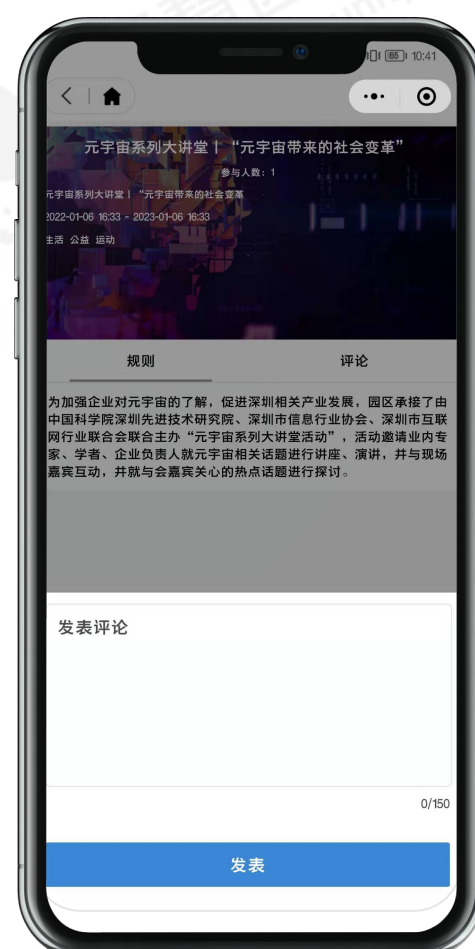 65 10:41
元宇宙系列大讲堂丨“元宇宙带来的社会变革”
参与人数：1
元宇宙系列大讲堂丨“元宇宙带来的社会变革
2022-01-06 16:33 - 2023-01-06 16:33
生活 公益 运动
规则 评论
为加强企业对元宇宙的了解，促进深圳相关产业发展，园区承接了由
中国科学院深圳先进技术研究院、深圳市信息行业协会、深圳市互联
网行业联合会联合主办“元宇宙系列大讲堂活动”，活动邀请业内专
家、学者、企业负责人就元宇宙相关话题进行讲座、演讲，并与现场
嘉宾互动，并就与会嘉宾关心的热点话题进行探讨。
发表评论
0/150
发表